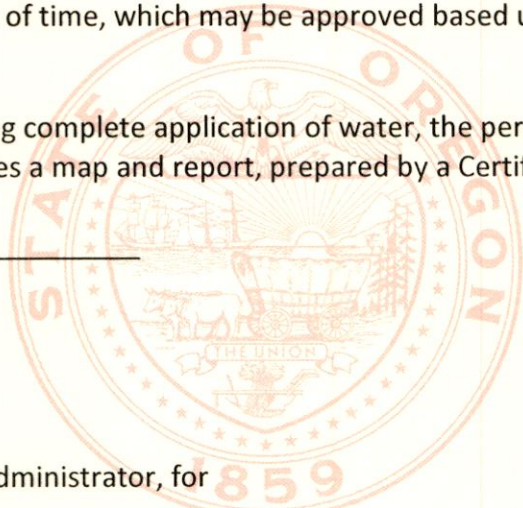 of time, which may be approved based u
g complete application of water, the per
es a map and report, prepared by a Certif
STATE OF OREGON
THE UNION
dministrator, for
1859